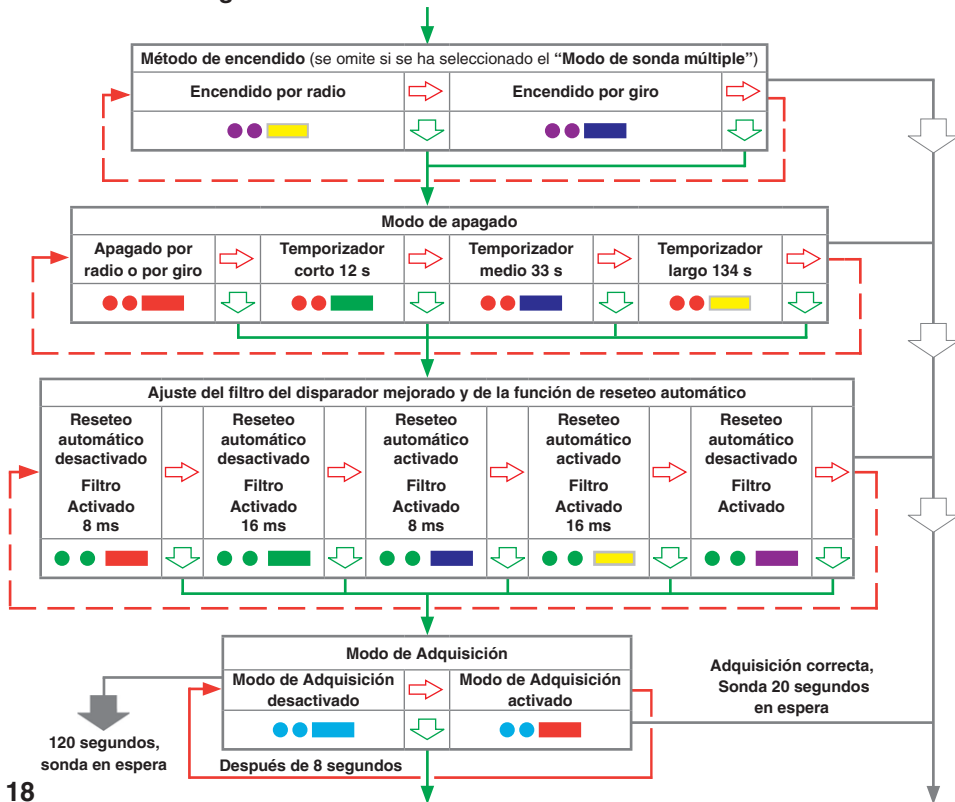 Método de encendido (se omite si se ha seleccionado el “Modo de sonda múltiple”)
Encendido por radio
Encendido por giro
Modo de apagado
Apagado por
radio o por giro
Temporizador
corto 12 s
Temporizador
medio 33 s
Temporizador
largo 134 s
Ajuste del filtro del disparador mejorado y de la función de reseteo automático
Reseteo
automático
desactivado
Filtro
Activado
8 ms
Reseteo
automático
desactivado
Filtro
Activado
16 ms
Reseteo
automático
activado
Filtro
Activado
8 ms
Reseteo
automático
activado
Filtro
Activado
16 ms
Reseteo
automático
desactivado
Filtro
Activado
Modo de Adquisición
Modo de Adquisición
desactivado
Modo de Adquisición
activado
Adquisición correcta,
Sonda 20 segundos
en espera
120 segundos,
sonda en espera
Después de 8 segundos
18